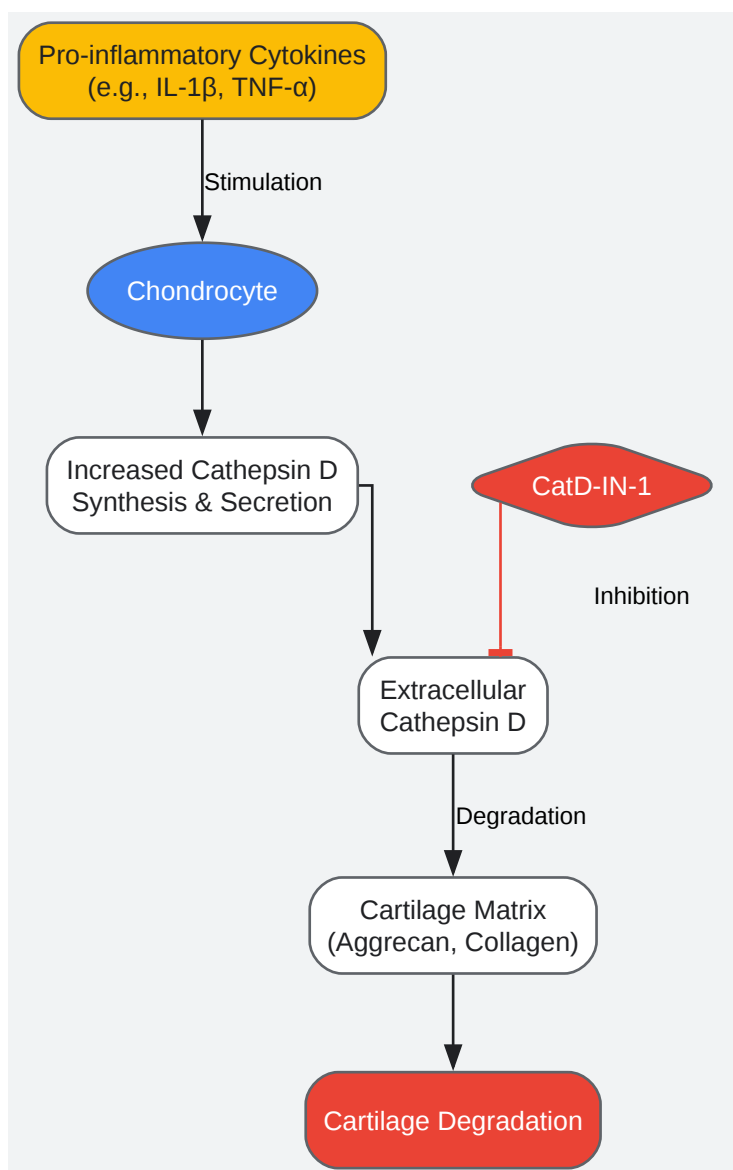 Pro-inflammatory Cytokines
(e.g., IL-1β, TNF-α)
Stimulation
Chondrocyte
Increased Cathepsin D
Synthesis & Secretion
CatD-IN-1
Inhibition
Extracellular
Cathepsin D
Degradation
Cartilage Matrix
(Aggrecan, Collagen)
Cartilage Degradation